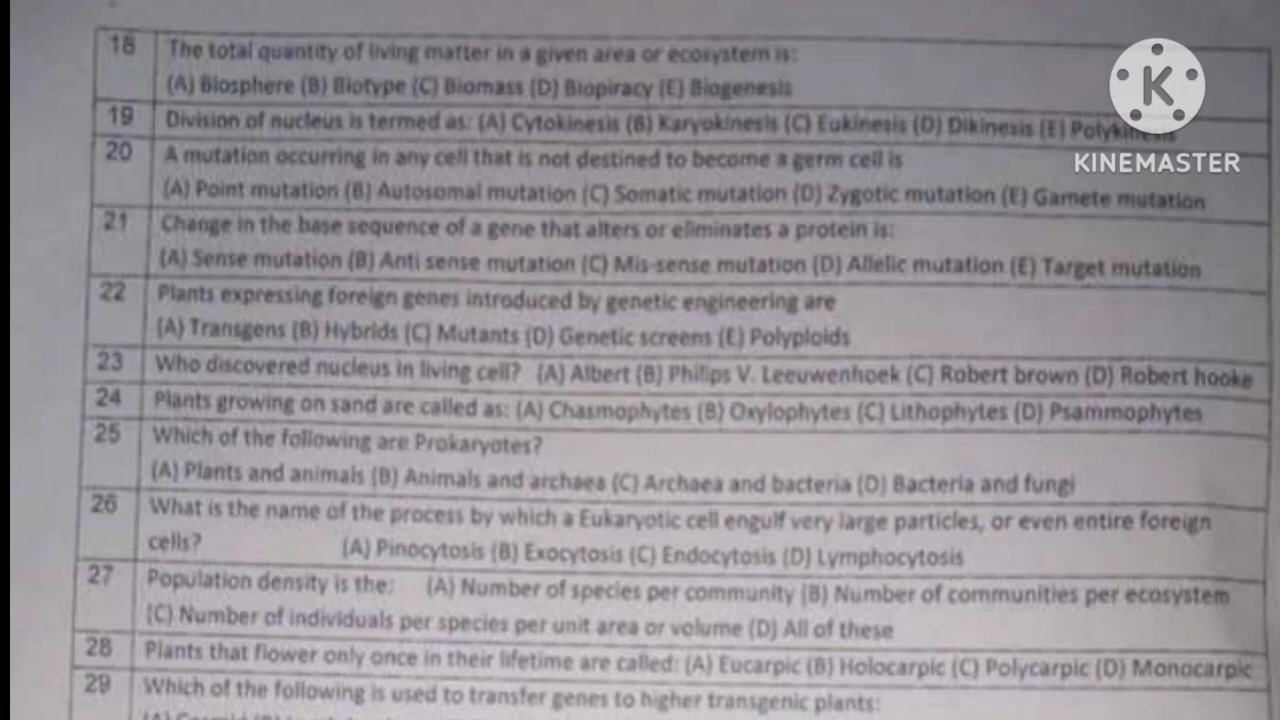 18 The total quantity of living matter in a given area or ecosystem is:
(A) Biosphere (B) Biotype (C) Biomass (D) Biopiracy (E) Biogenesis
19 Division of nucleus is termed as: (A) Cytokinesis (B) Karyokinesis (C) Eukinesis (D) Dikinesis (E) Polykinesis
20 A mutation occurring in any cell that is not destined to become a germ cell is
(A) Point mutation (B) Autosomal mutation (C) Somatic mutation (D) Zygotic mutation (E) Gamete mutation
21 Change in the base sequence of a gene that alters or eliminates a protein is:
(A) Sense mutation (B) Anti sense mutation (C) Mis-sense mutation (D) Allelic mutation (E) Target mutation
22 Plants expressing foreign genes introduced by genetic engineering are
(A) Transgens (B) Hybrids (C) Mutants (D) Genetic screens (E) Polyploids
23 Who discovered nucleus in living cell? (A) Albert (B) Philips V. Leeuwenhoek (C) Robert brown (D) Robert hooke
24 Plants growing on sand are called as: (A) Chasmophytes (B) Oxylophytes (C) Lithophytes (D) Psammophytes
25 Which of the following are Prokaryotes?
(A) Plants and animals (B) Animals and archaea (C) Archaea and bacteria (D) Bacteria and fungi
26 What is the name of the process by which a Eukaryotic cell engulf very large particles, or even entire foreign
cells? (A) Pinocytosis (B) Exocytosis (C) Endocytosis (D) Lymphocytosis
27 Population density is the: (A) Number of species per community (B) Number of communities per ecosystem
(C) Number of individuals per species per unit area or volume (D) All of these
28 Plants that flower only once in their lifetime are called: (A) Eucarpic (B) Holocarpic (C) Polycarpic (D) Monocarpic
29 Which of the following is used to transfer genes to higher transgenic plants:
K
KINEMASTER